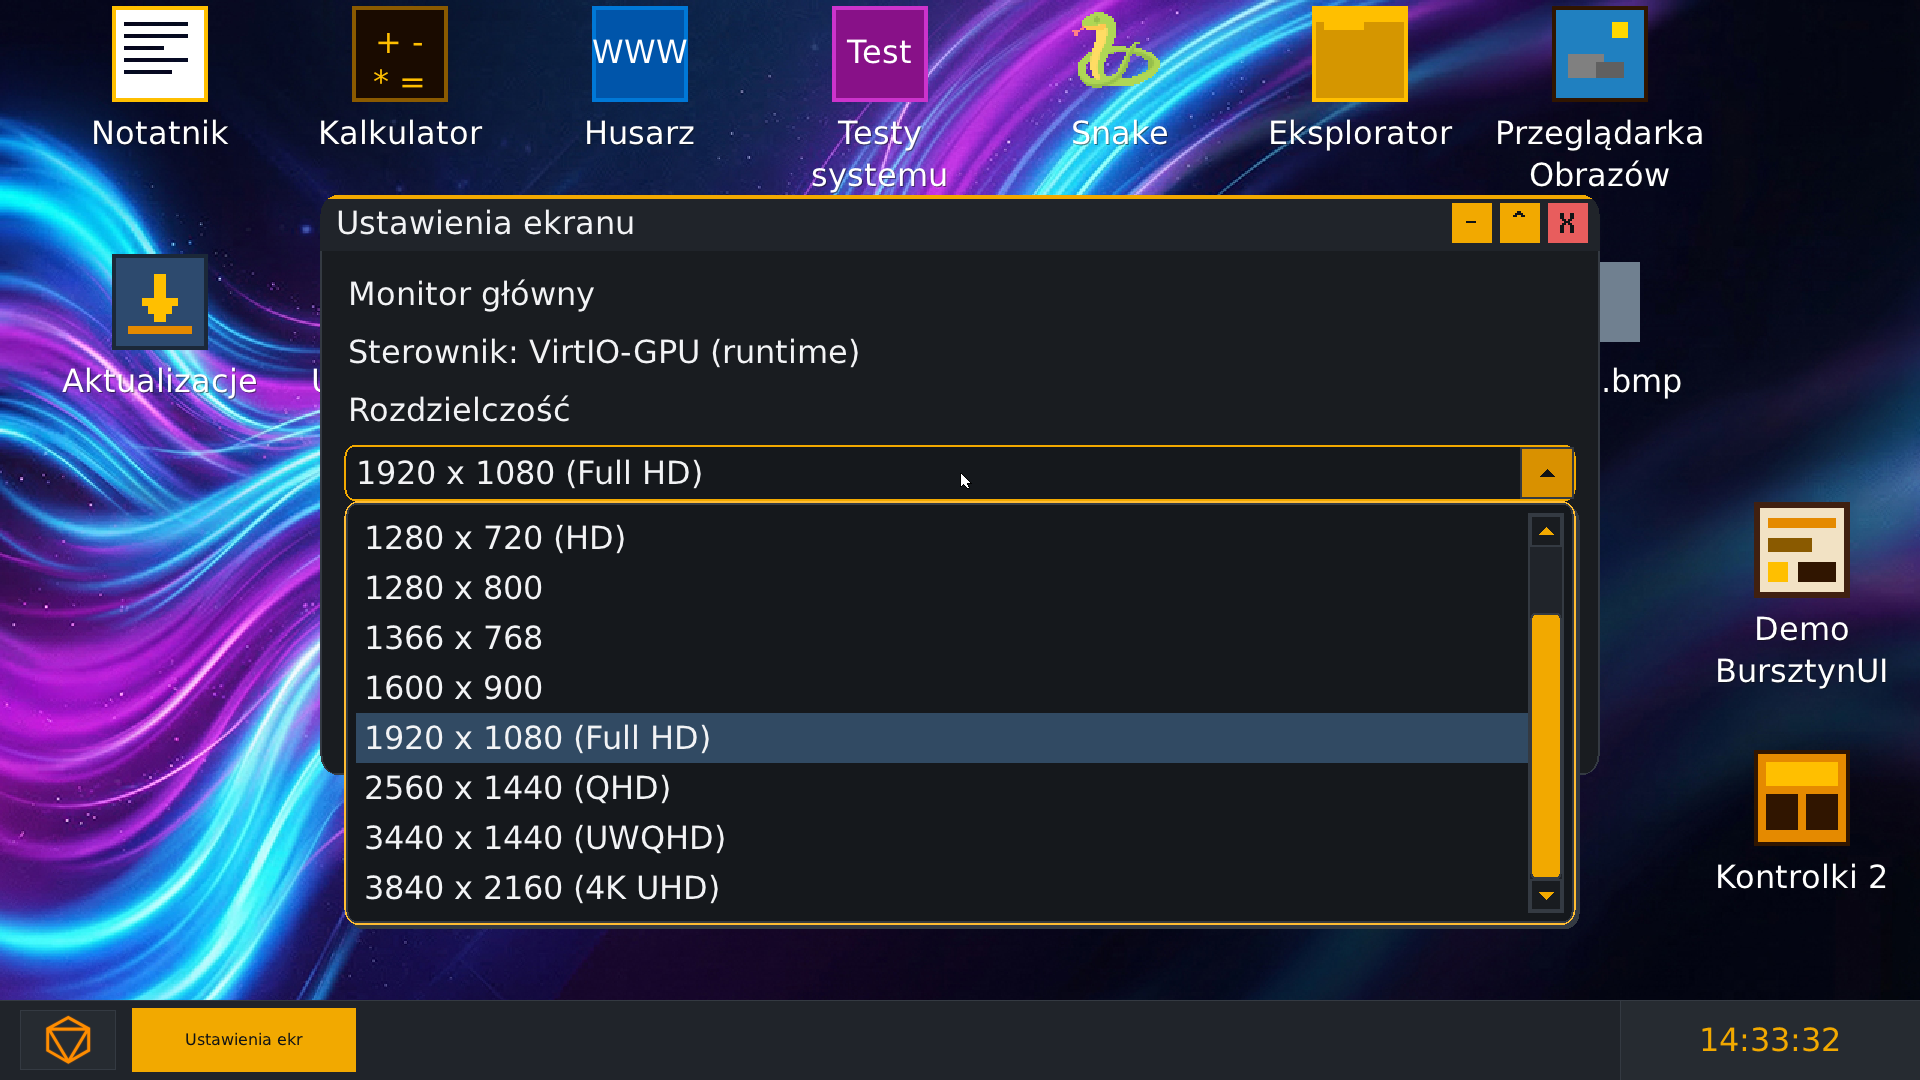 + -
* =
WWW
Test
Notatnik
Kalkulator
Husarz
Testy
systemu
Snake
Eksplorator
Przeglądarka
Obrazów
Ustawienia ekranu
- ^ X
Monitor główny
Sterownik: VirtIO-GPU (runtime)
Rozdzielczość
1920 x 1080 (Full HD)
1280 x 720 (HD)
1280 x 800
1366 x 768
1600 x 900
1920 x 1080 (Full HD)
2560 x 1440 (QHD)
3440 x 1440 (UWQHD)
3840 x 2160 (4K UHD)
Aktualizacje
.bmp
Demo
BursztynUI
Kontrolki 2
Ustawienia ekr
14:33:32